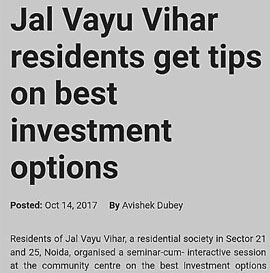 Jal Vayu Vihar
residents get tips
on best
investment
options
Posted: Oct 14, 2017 By Avishek Dubey
Residents of Jal Vayu Vihar, a residential society in Sector 21
and 25, Noida, organised a seminar-cum- interactive session
at the community centre on the best investment options